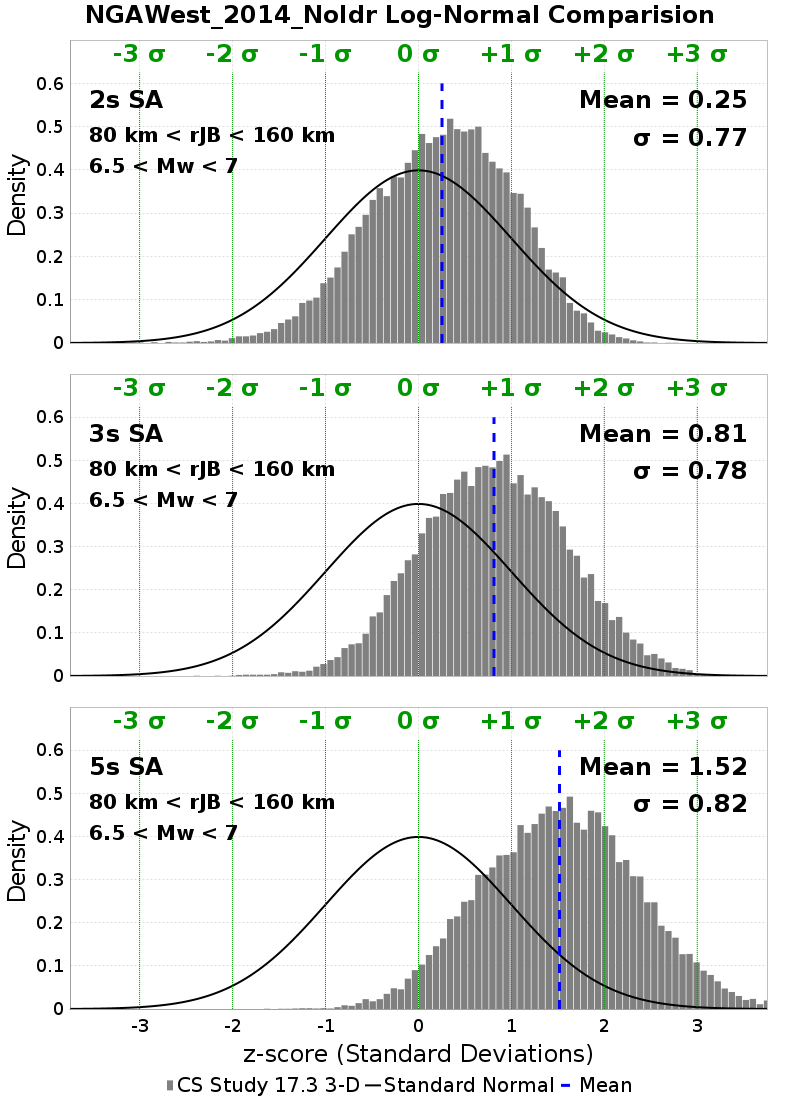 NGAWest_2014_NoIdr Log-Normal Comparision
-3 σ -2 σ -1 σ 0 σ +1 σ +2 σ +3 σ
0.6
2s SA Mean = 0.25
0.5
80 km < rJB < 160 km σ = 0.77
6.5 < Mw < 7
0.4
Density
0.3
0.2
0.1
0
-3 σ -2 σ -1 σ 0 σ +1 σ +2 σ +3 σ
0.6
3s SA Mean = 0.81
0.5
80 km < rJB < 160 km σ = 0.78
6.5 < Mw < 7
0.4
Density
0.3
0.2
0.1
0
-3 σ -2 σ -1 σ 0 σ +1 σ +2 σ +3 σ
0.6
5s SA Mean = 1.52
0.5
80 km < rJB < 160 km σ = 0.82
6.5 < Mw < 7
0.4
Density
0.3
0.2
0.1
0
-3 -2 -1 0 1 2 3
z-score (Standard Deviations)
CS Study 17.3 3-D Standard Normal Mean